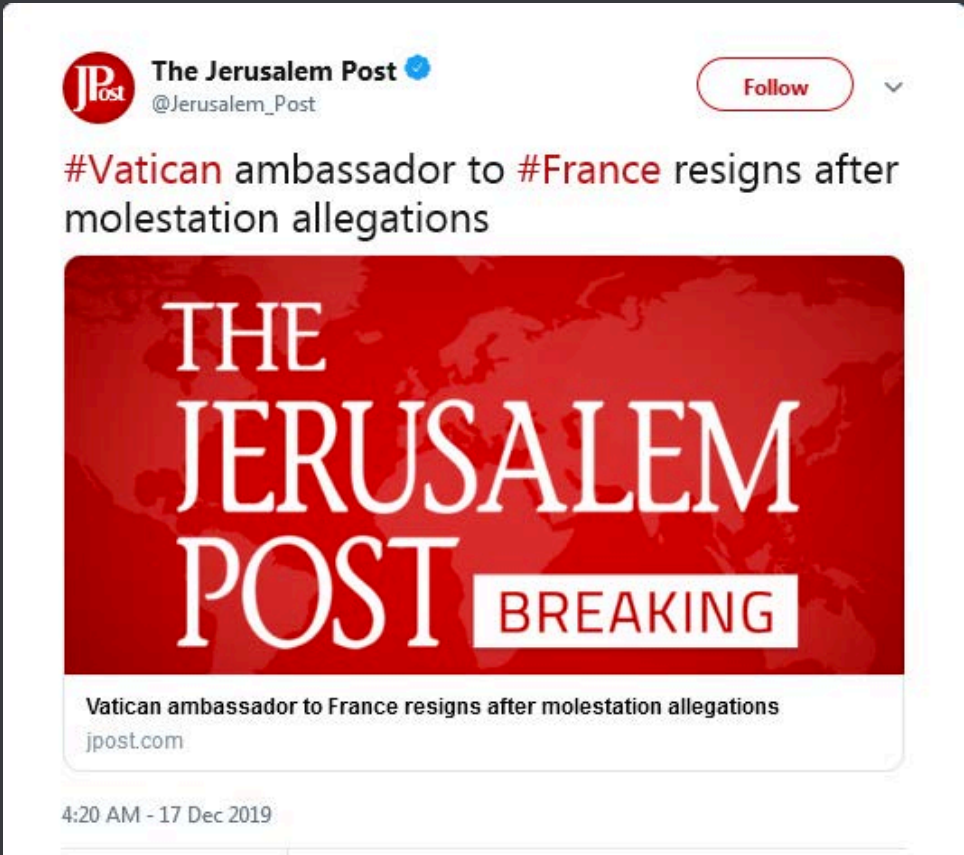 JPost
The Jerusalem Post
@Jerusalem_Post
Follow
#Vatican ambassador to #France resigns after
molestation allegations
THE
JERUSALEM
POST
BREAKING
Vatican ambassador to France resigns after molestation allegations
jpost.com
4:20 AM - 17 Dec 2019